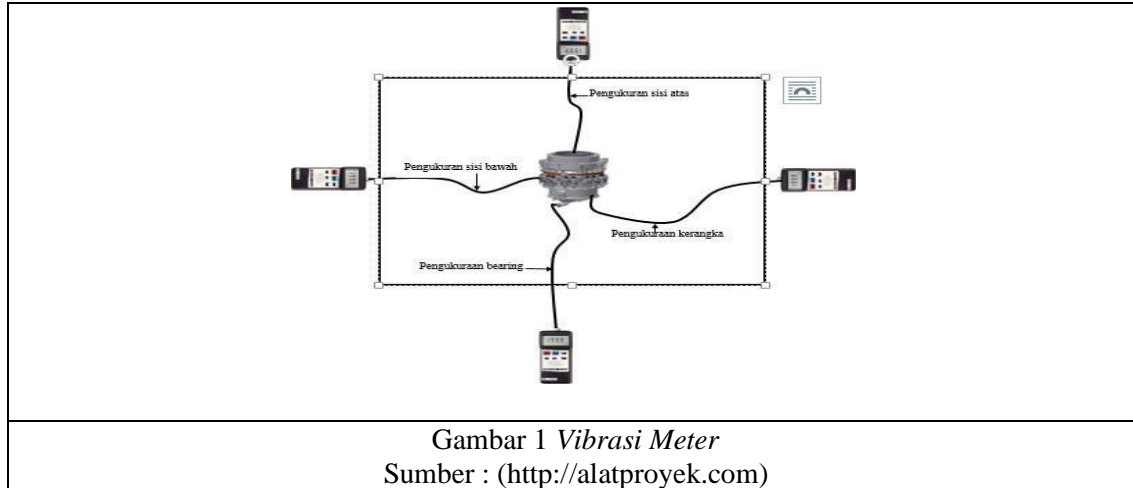 Pengukuran sisi atas
Pengukuran sisi bawah
Pengukuraan kerangka
Pengukuraan bearing
Gambar 1 Vibrasi Meter
Sumber : (http://alatproyek.com)